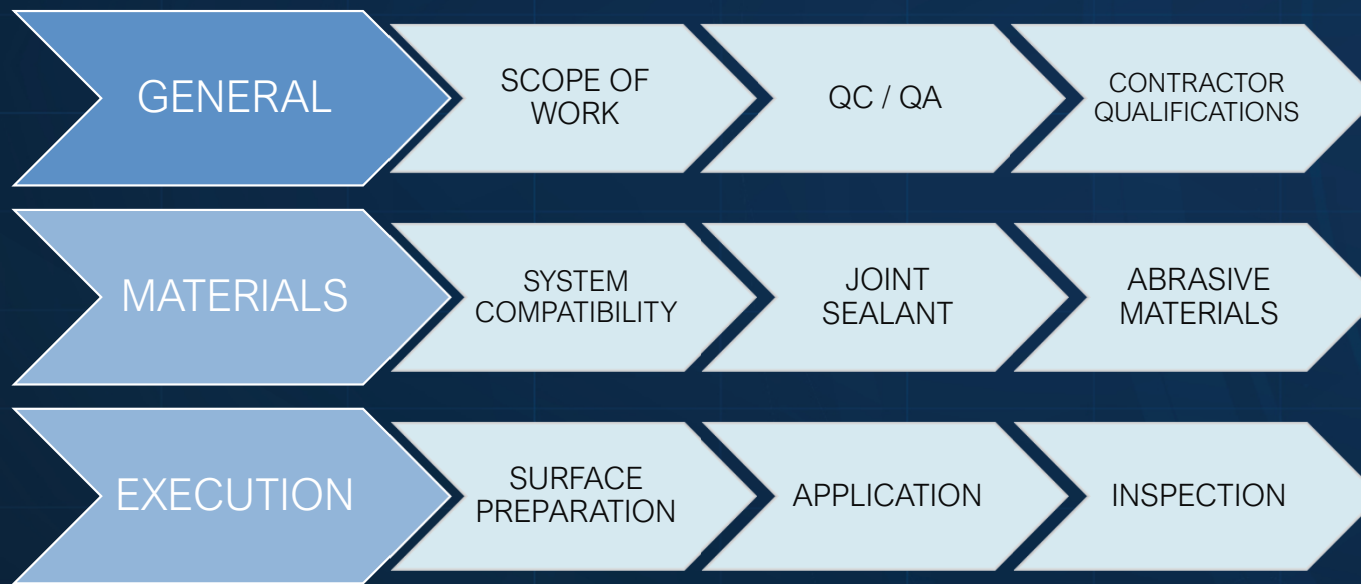 GENERAL
SCOPE OF
WORK
QC / QA
CONTRACTOR
QUALIFICATIONS
MATERIALS
SYSTEM
COMPATIBILITY
JOINT
SEALANT
ABRASIVE
MATERIALS
EXECUTION
SURFACE
PREPARATION
APPLICATION
INSPECTION